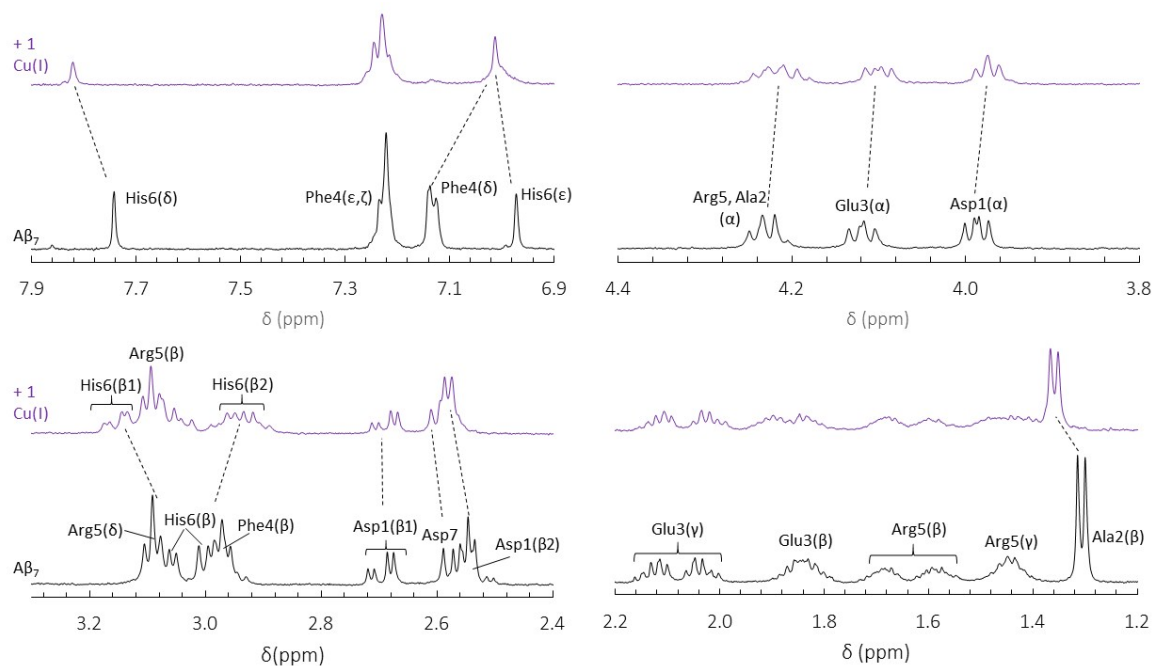 + 1
Cu(I)
His6(δ)
Phe4(ε,ζ)
Phe4(δ)
His6(ε)
Aβ7
7.9 7.7 7.5 7.3 7.1 6.9
δ (ppm)
Arg5, Ala2
(α)
Glu3(α)
Asp1(α)
4.4 4.2 4.0 3.8
δ (ppm)
+ 1
Cu(I)
His6(β1)
Arg5(β)
His6(β2)
Arg5(δ)
His6(β)
Phe4(β)
Asp1(β1)
Asp7
Asp1(β2)
Aβ7
3.2 3.0 2.8 2.6 2.4
δ(ppm)
Glu3(γ)
Glu3(β)
Arg5(β)
Arg5(γ)
Ala2(β)
2.2 2.0 1.8 1.6 1.4 1.2
δ (ppm)